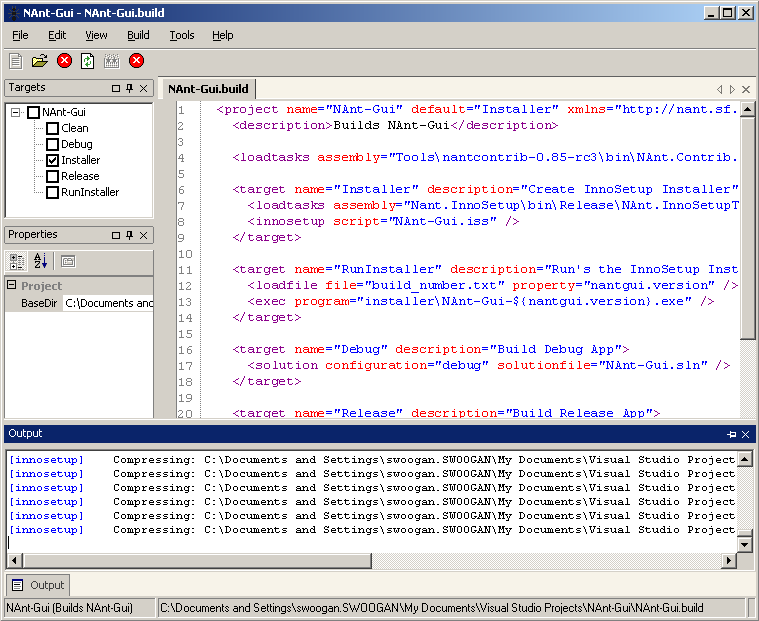 NAnt-Gui - NAnt-Gui.build
File Edit View Build Tools Help
Targets
NAnt-Gui
Clean
Debug
Installer
Release
RunInstaller
Properties
Project
BaseDir C:\Documents and
NAnt-Gui.build
1 <project name="NAnt-Gui" default="Installer" xmlns="http://nant.sf.
2 <description>Builds NAnt-Gui</description>
3
4 <loadtasks assembly="Tools\nantcontrib-0.85-rc3\bin\NAnt.Contrib.
5
6 <target name="Installer" description="Create InnoSetup Installer"
7 <loadtasks assembly="Nant.InnoSetup\bin\Release\NAnt.InnoSetupT
8 <innosetup script="NAnt-Gui.iss" />
9 </target>
10
11 <target name="RunInstaller" description="Run's the InnoSetup Inst
12 <loadfile file="build_number.txt" property="nantgui.version" />
13 <exec program="installer\NAnt-Gui-${nantgui.version}.exe" />
14 </target>
15
16 <target name="Debug" description="Build Debug App">
17 <solution configuration="debug" solutionfile="NAnt-Gui.sln" />
18 </target>
19
20 <target name="Release" description="Build Release App">
Output
[innosetup] Compressing: C:\Documents and Settings\swoogan.SWOOGAN\My Documents\Visual Studio Project
[innosetup] Compressing: C:\Documents and Settings\swoogan.SWOOGAN\My Documents\Visual Studio Project
[innosetup] Compressing: C:\Documents and Settings\swoogan.SWOOGAN\My Documents\Visual Studio Project
[innosetup] Compressing: C:\Documents and Settings\swoogan.SWOOGAN\My Documents\Visual Studio Project
[innosetup] Compressing: C:\Documents and Settings\swoogan.SWOOGAN\My Documents\Visual Studio Project
[innosetup] Compressing: C:\Documents and Settings\swoogan.SWOOGAN\My Documents\Visual Studio Project
Output
NAnt-Gui (Builds NAnt-Gui) C:\Documents and Settings\swoogan.SWOOGAN\My Documents\Visual Studio Projects\NAnt-Gui\NAnt-Gui.build